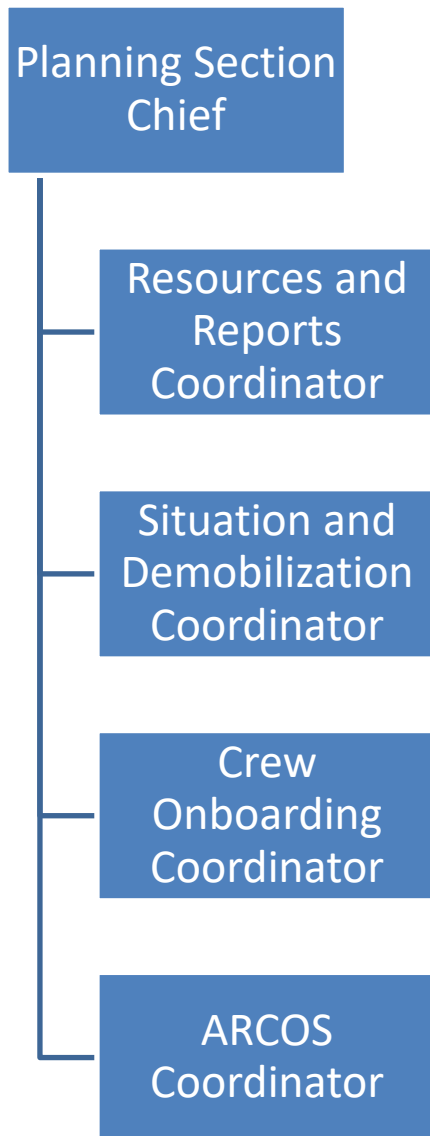 Planning Section
Chief
Resources and
Reports
Coordinator
Situation and
Demobilization
Coordinator
Crew
Onboarding
Coordinator
ARCOS
Coordinator